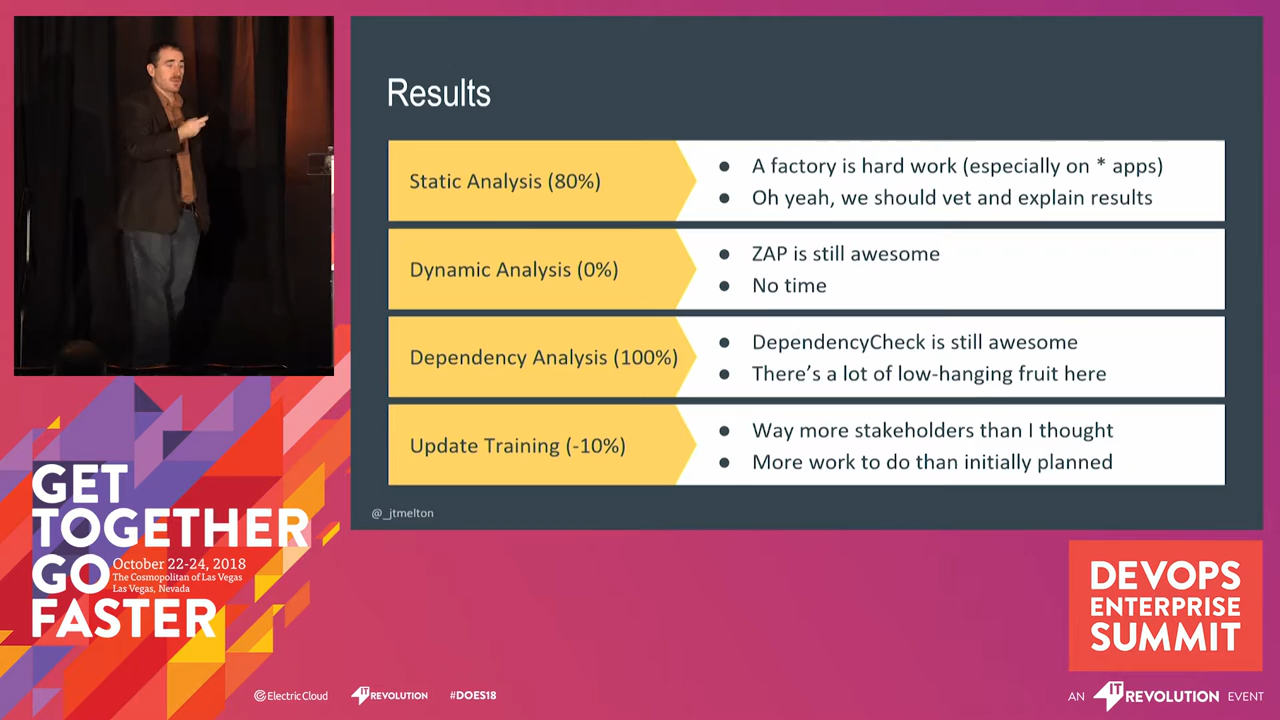 Results
Static Analysis (80%)
● A factory is hard work (especially on * apps)
● Oh yeah, we should vet and explain results
Dynamic Analysis (0%)
● ZAP is still awesome
● No time
Dependency Analysis (100%)
● DependencyCheck is still awesome
● There's a lot of low-hanging fruit here
Update Training (-10%)
● Way more stakeholders than I thought
● More work to do than initially planned
@_jtmelton
GET
TOGETHER
GO
October 22-24, 2018
The Cosmopolitan of Las Vegas
Las Vegas, Nevada
FASTER
Electric Cloud
IT REVOLUTION
#DOES18
DEVOPS
ENTERPRISE
SUMMIT
AN IT REVOLUTION EVENT